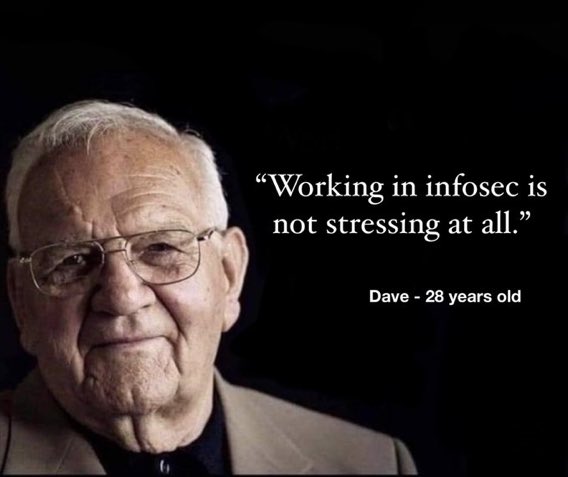 “Working in infosec is
not stressing at all.”
Dave - 28 years old